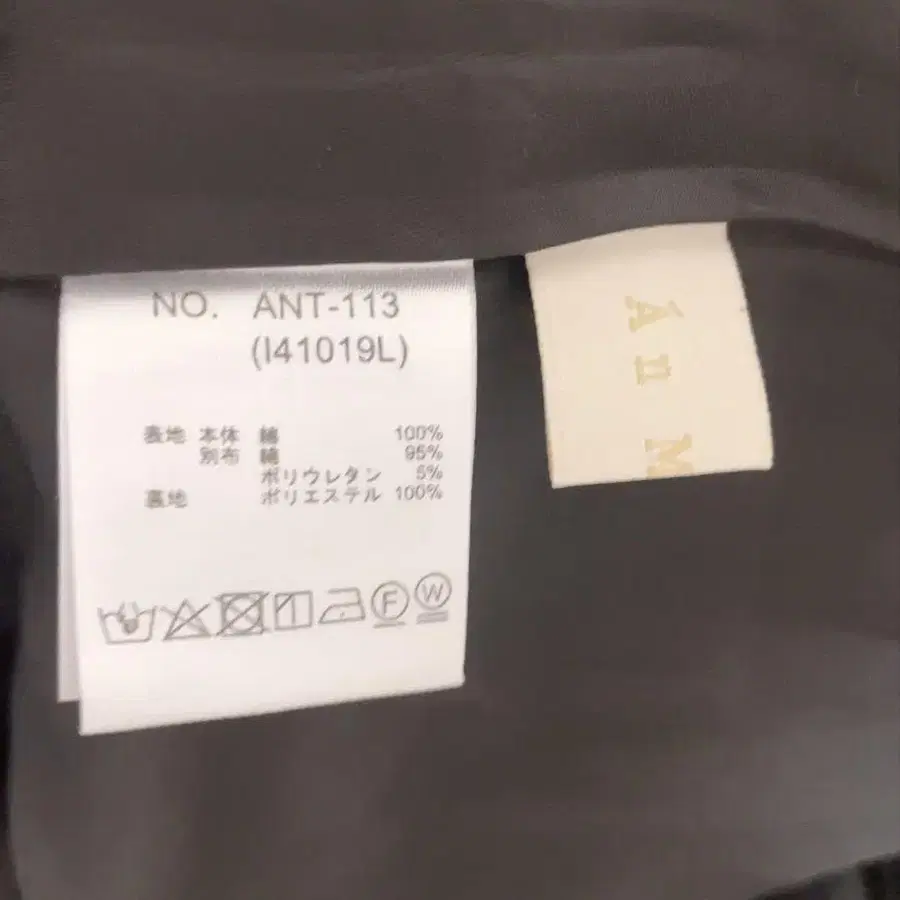 NO. ANT-113
(I41019L)
表地 本体 綿 100%
別布 綿 95%
ポリウレタン 5%
裏地 ポリエステル 100%
F W
An M